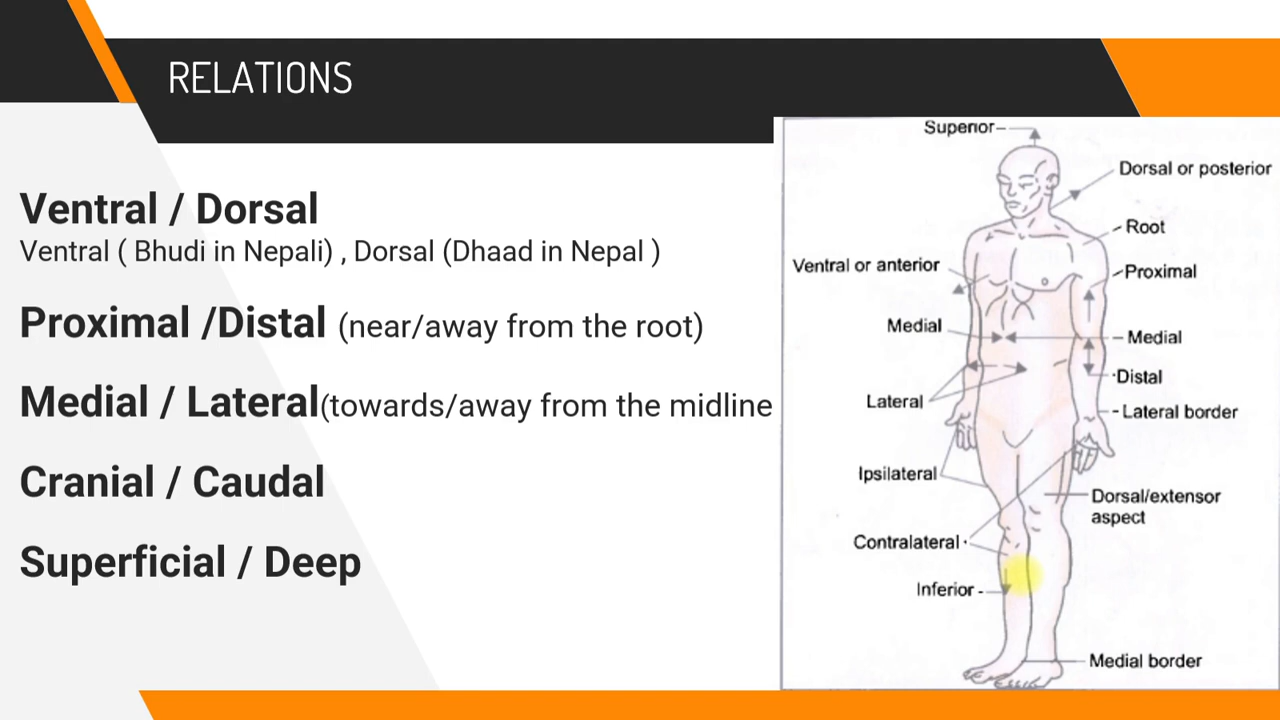 RELATIONS
Ventral / Dorsal
Ventral ( Bhudi in Nepali) , Dorsal (Dhaad in Nepal )
Proximal /Distal (near/away from the root)
Medial / Lateral(towards/away from the midline
Cranial / Caudal
Superficial / Deep
Superior
Dorsal or posterior
Root
Ventral or anterior
Proximal
Medial
Medial
Distal
Lateral
Lateral border
Ipsilateral
Dorsal/extensor
aspect
Contralateral
Inferior
Medial border